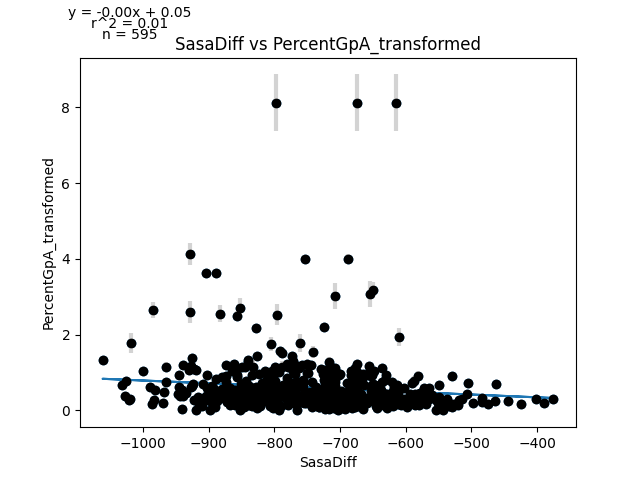 y = -0.00x + 0.05
r^2 = 0.01
n = 595
SasaDiff vs PercentGpA_transformed
PercentGpA_transformed
8
6
4
2
0
−1000 −900 −800 −700 −600 −500 −400
SasaDiff